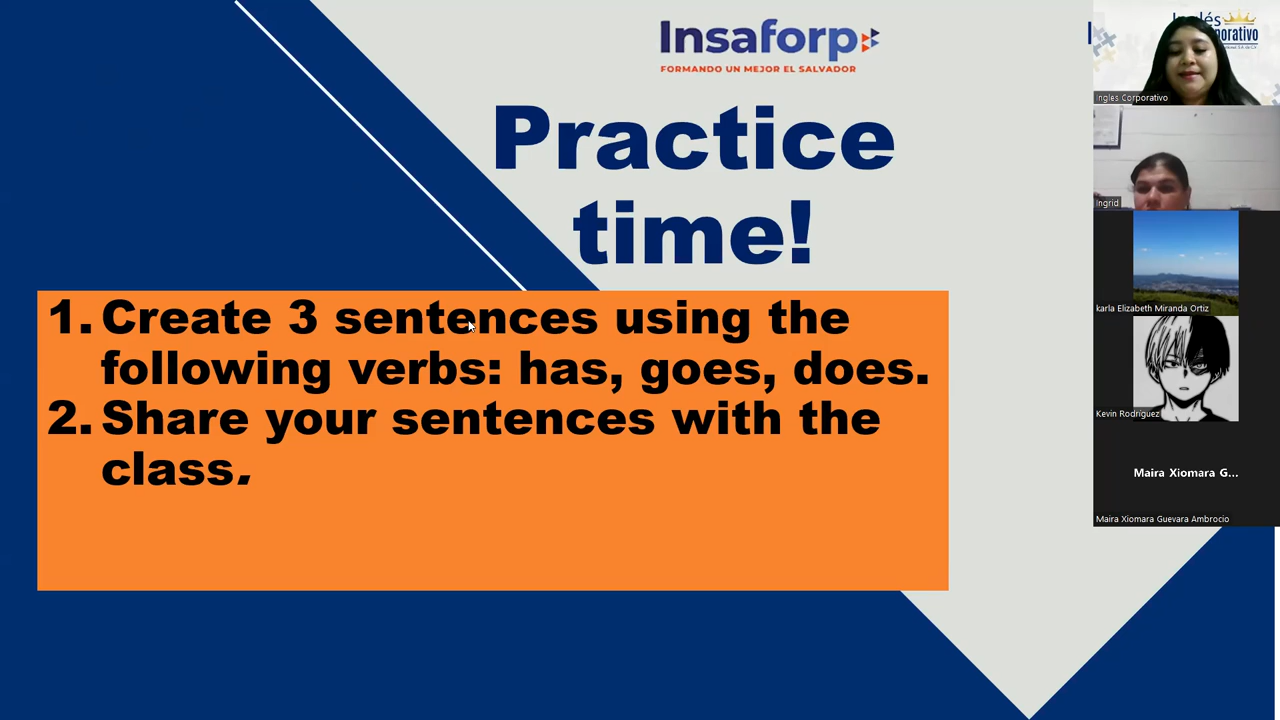 Insaforp
FORMANDO UN MEJOR EL SALVADOR
Practice
time!
1. Create 3 sentences using the
following verbs: has, goes, does.
2. Share your sentences with the
class.
Inglés
Ingles Corporativo
Ingrid
karla Elizabeth Miranda Ortiz
Kevin Rodríguez
Maira Xiomara G...
Maira Xiomara Guevara Ambrocio